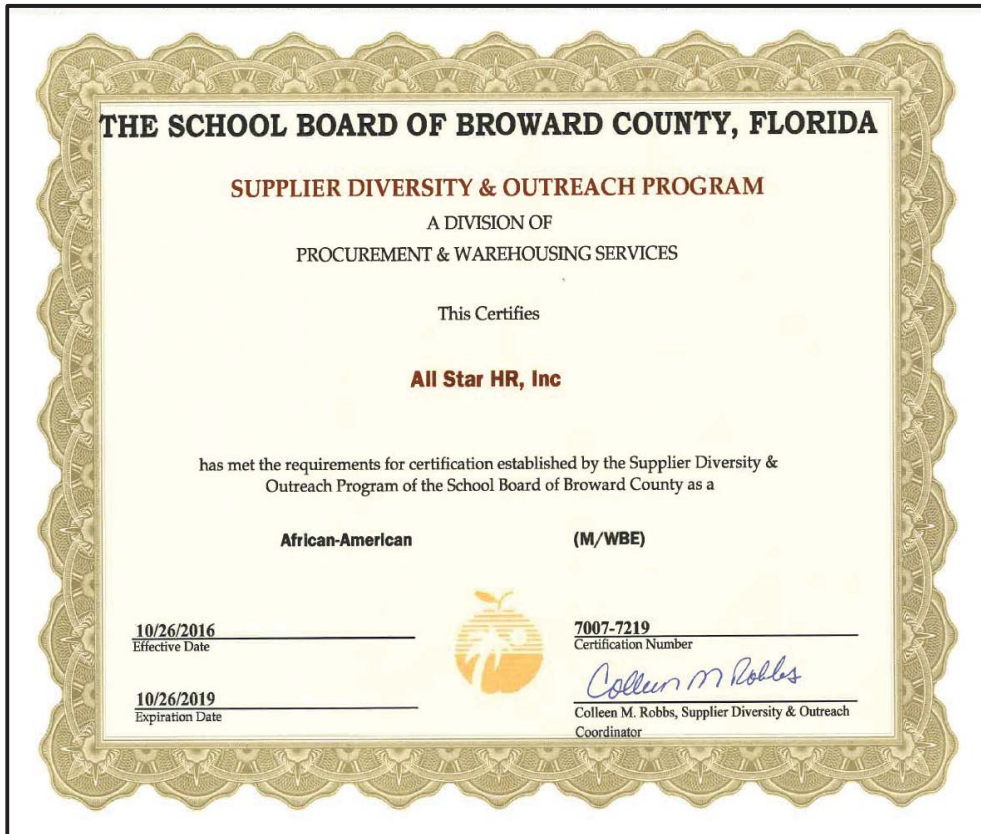 THE SCHOOL BOARD OF BROWARD COUNTY, FLORIDA
SUPPLIER DIVERSITY & OUTREACH PROGRAM
A DIVISION OF
PROCUREMENT & WAREHOUSING SERVICES
This Certifies
All Star HR, Inc
has met the requirements for certification established by the Supplier Diversity &
Outreach Program of the School Board of Broward County as a
African-American (M/WBE)
10/26/2016
Effective Date
7007-7219
Certification Number
Colleen M Robbs
10/26/2019
Expiration Date
Colleen M. Robbs, Supplier Diversity & Outreach
Coordinator